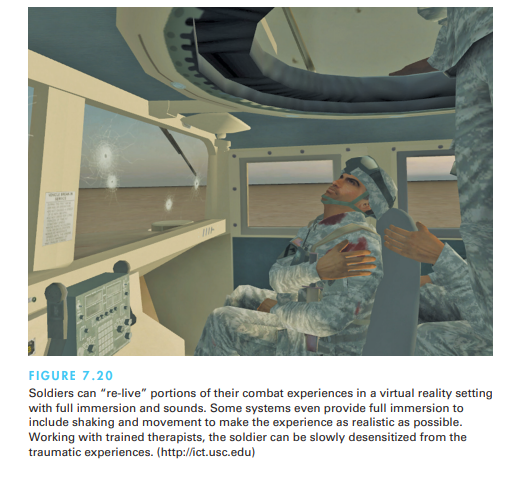 FIGURE 7.20
Soldiers can “re-live” portions of their combat experiences in a virtual reality setting
with full immersion and sounds. Some systems even provide full immersion to
include shaking and movement to make the experience as realistic as possible.
Working with trained therapists, the soldier can be slowly desensitized from the
traumatic experiences. (http://ict.usc.edu)